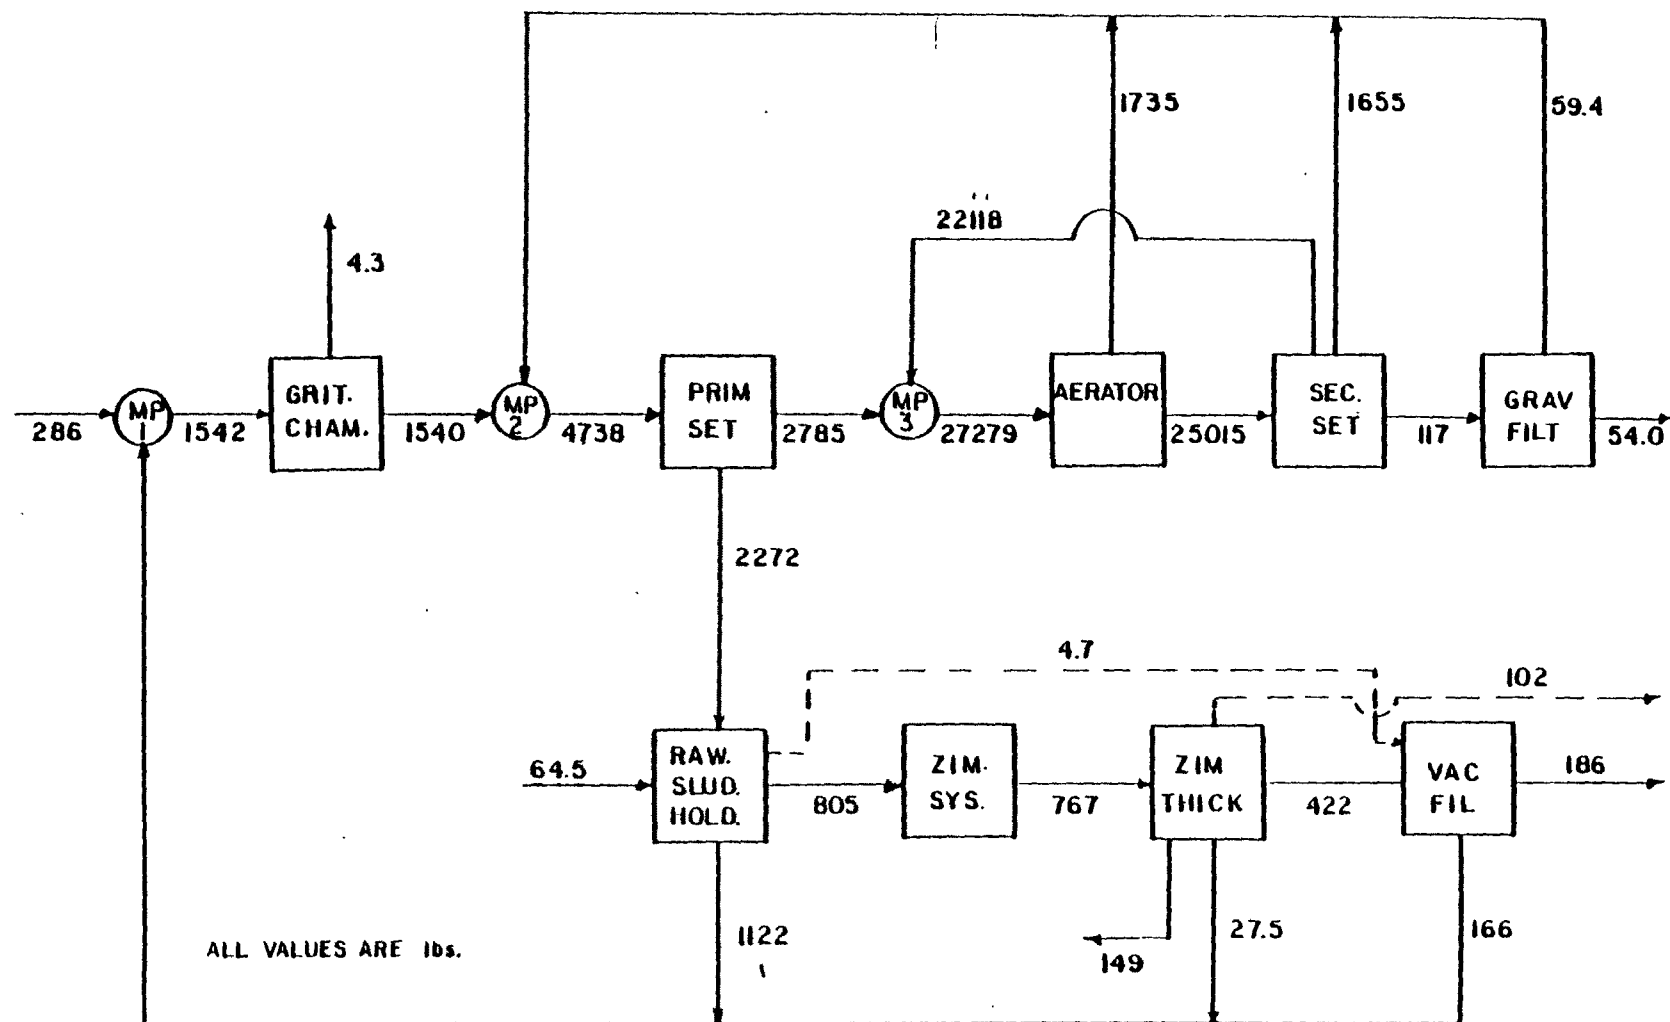 1735
1655
59.4
22118
4.3
GRIT.
CHAM.
MP
1
MP
2
PRIM
SET
MP
3
AERATOR
SEC.
SET
GRAV
FILT
286
1542
1540
4738
2785
27279
25015
117
54.0
2272
4.7
102
64.5
RAW.
SLUD.
HOLD.
805
ZIM.
SYS.
767
ZIM
THICK
422
VAC
FIL
186
1122
149
27.5
166
ALL VALUES ARE lbs.